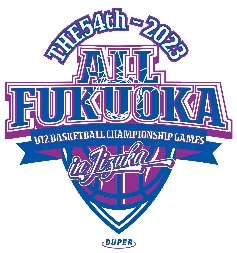 THE54th - 2023
ALL
FUKUOKA
U12 BASKETBALL CHAMPIONSHIP GAMES
in Iizuka
DUPER